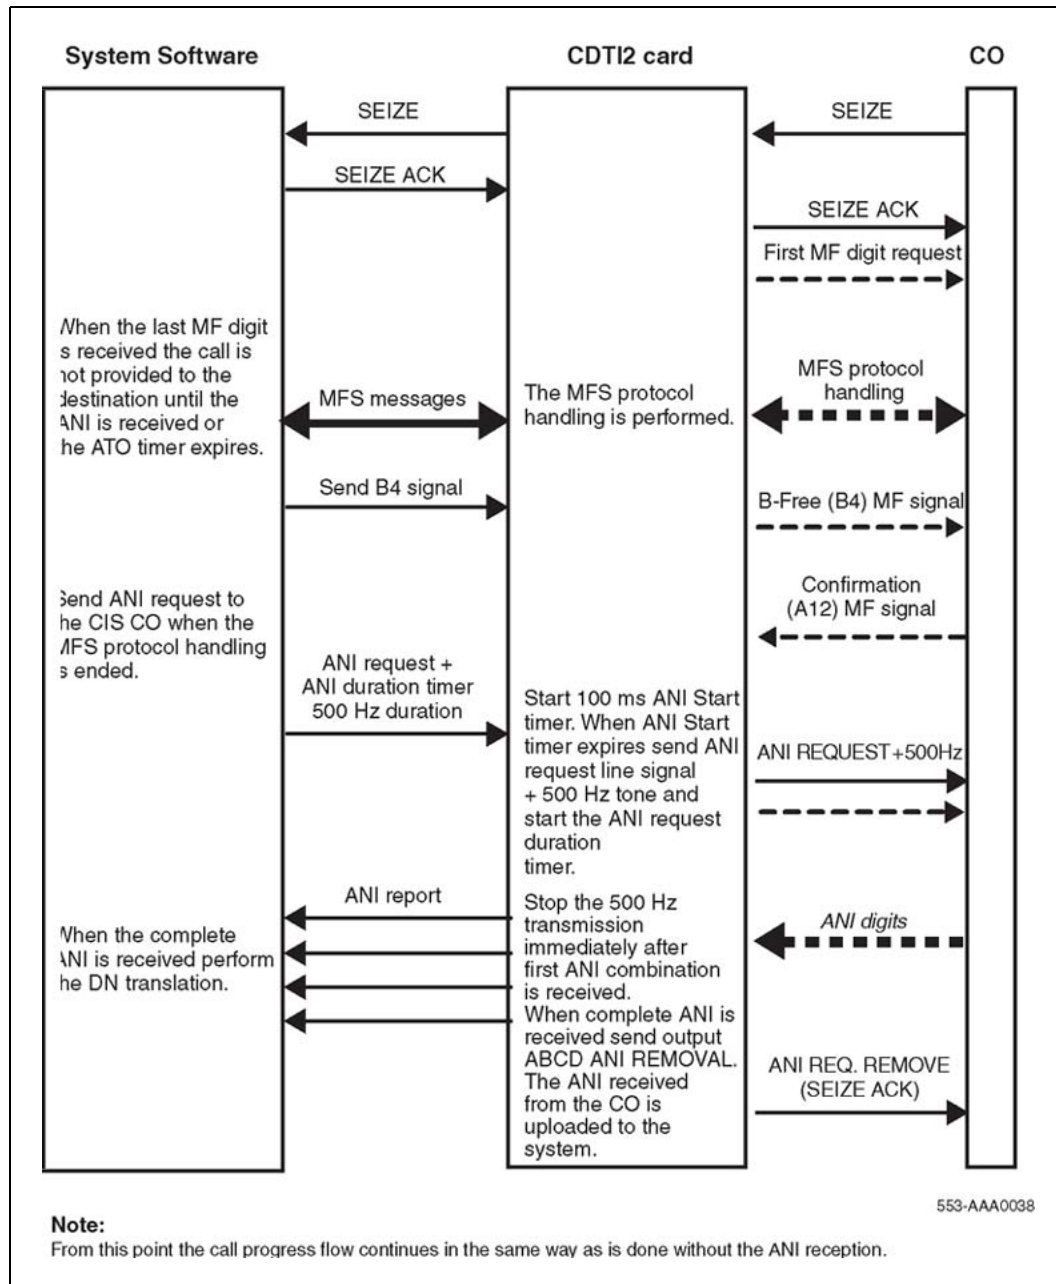 System Software
CDTI2 card
CO
SEIZE
SEIZE
SEIZE ACK
SEIZE ACK
First MF digit request
When the last MF digit
s received the call is
not provided to the
destination until the
ANI is received or
he ATO timer expires.
MFS messages
The MFS protocol
handling is performed.
MFS protocol
handling
Send B4 signal
B-Free (B4) MF signal
Confirmation
(A12) MF signal
Send ANI request to
he CIS CO when the
MFS protocol handling
s ended.
ANI request +
ANI duration timer
500 Hz duration
Start 100 ms ANI Start
timer. When ANI Start
timer expires send ANI
request line signal
+ 500 Hz tone and
start the ANI request
duration
timer.
ANI REQUEST+500Hz
ANI report
Stop the 500 Hz
transmission
immediately after
first ANI combination
is received.
When complete ANI is
received send output
ABCD ANI REMOVAL.
The ANI received
from the CO is
uploaded to the
system.
ANI digits
When the complete
ANI is received perform
he DN translation.
ANI REQ. REMOVE
(SEIZE ACK)
553-AAA0038
Note:
From this point the call progress flow continues in the same way as is done without the ANI reception.